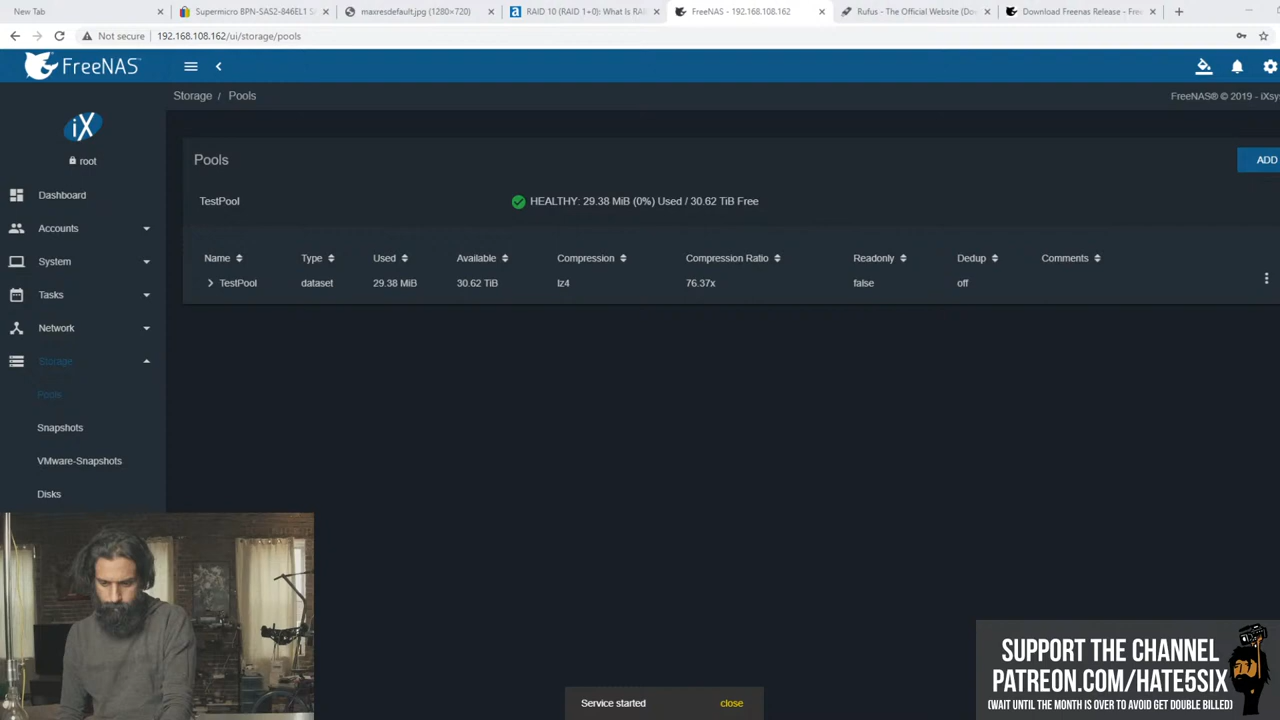 New Tab
Supermicro BPN-SAS2-846EL1 S
maxresdefault.jpg (1280×720)
RAID 10 (RAID 1+0): What Is RAI
FreeNAS - 192.168.108.162
Rufus - The Official Website (Do
Download Freenas Release - Free
Not secure
192.168.108.162/ui/storage/pools
FreeNAS
Storage / Pools
FreeNAS® © 2019 - iXsy
iX
root
Pools
ADD
TestPool
HEALTHY: 29.38 MiB (0%) Used / 30.62 TiB Free
Name Type Used Available Compression Compression Ratio Readonly Dedup Comments
TestPool dataset 29.38 MiB 30.62 TiB lz4 76.37x false off
Dashboard
Accounts
System
Tasks
Network
Storage
Pools
Snapshots
VMware-Snapshots
Disks
Service started close
SUPPORT THE CHANNEL
PATREON.COM/HATE5SIX
(WAIT UNTIL THE MONTH IS OVER TO AVOID GET DOUBLE BILLED)